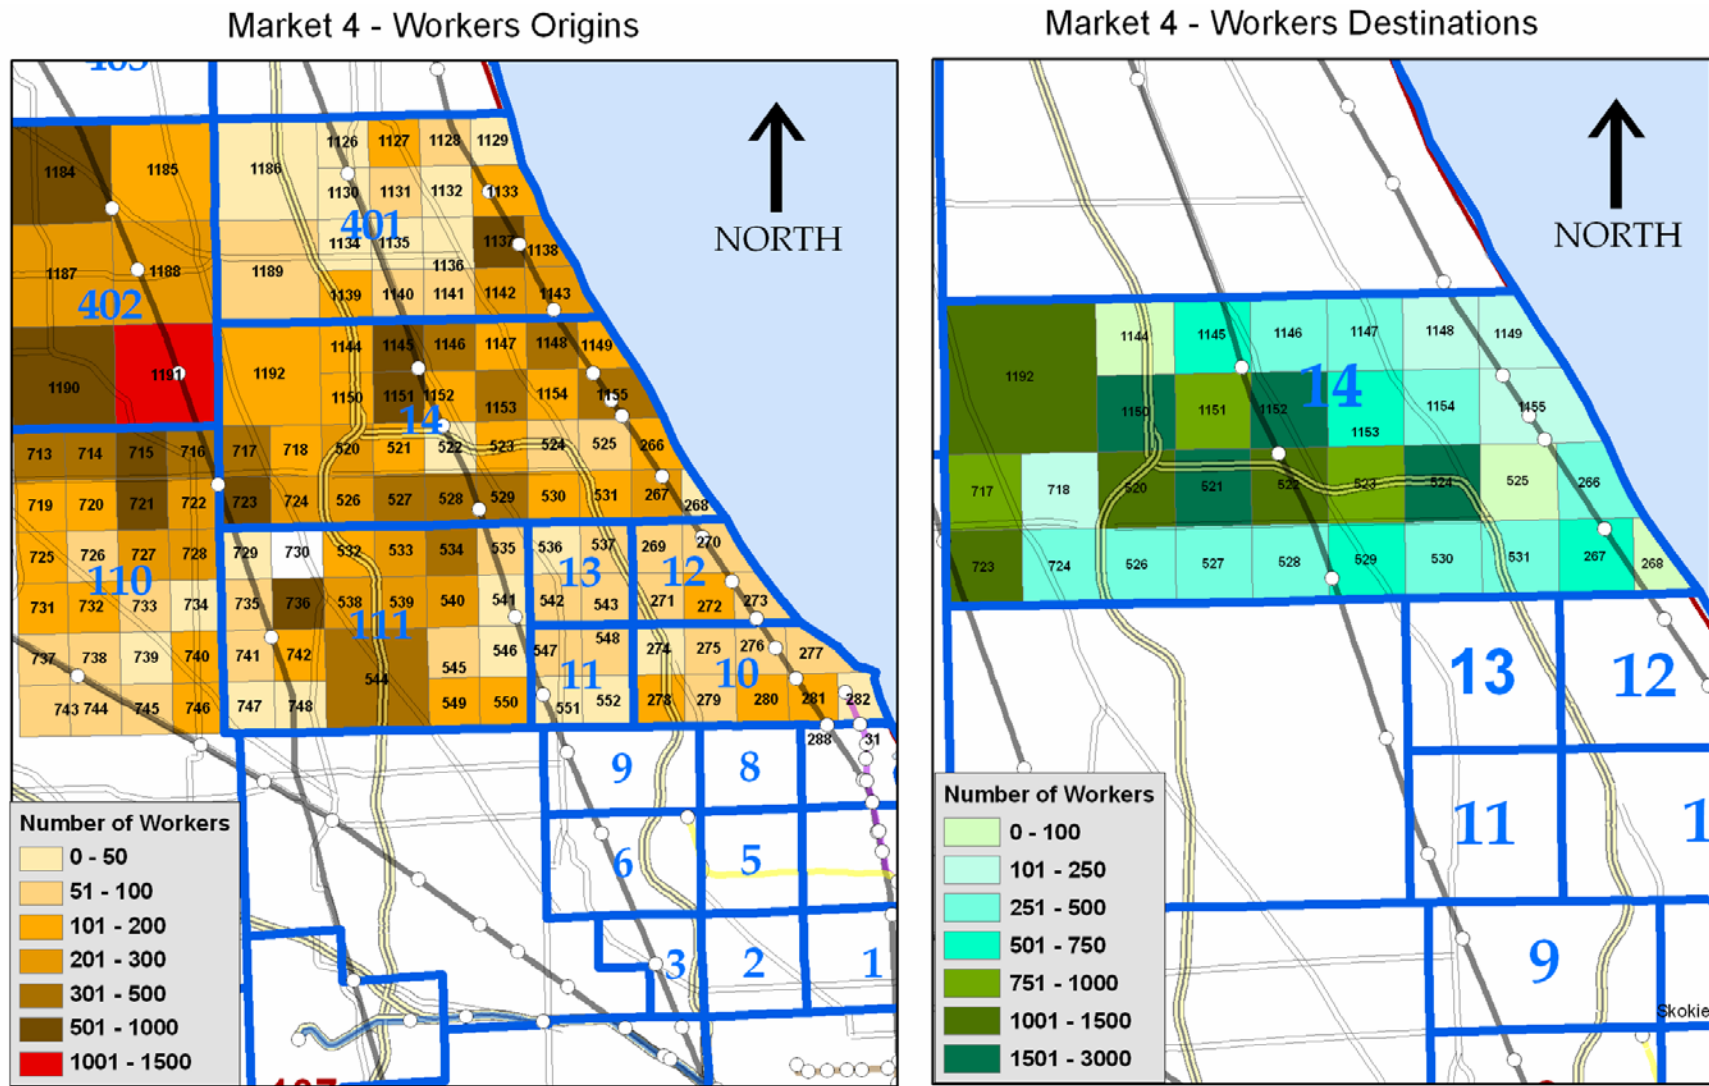 Market 4 - Workers Origins
1126 1127 1128 1129
1184 1185 1186
1130 1131 1132 1133
401
1134 1135 1137 1138
1187 1188 1189 1136
402
1139 1140 1141 1142 1143
1144 1145 1146 1147 1148 1149
1190 1191 1192
1150 1151 1152 1153 1154 1155
14
713 714 715 716 717 718 520 521 522 523 524 525 266
719 720 721 722 723 724 526 527 528 529 530 531 267 268
725 726 727 728 729 730 532 533 534 535 536 537 269 270
110 13 12
731 732 733 734 735 736 538 539 540 541 542 543 271 272 273
111
737 738 739 740 741 742 544 545 546 547 548 274 275 276 277
11 10
743 744 745 746 747 748 549 550 551 552 278 279 280 281 282
288 31
9 8
6 5
3 2 1
NORTH
Number of Workers
0 - 50
51 - 100
101 - 200
201 - 300
301 - 500
501 - 1000
1001 - 1500
Market 4 - Workers Destinations
NORTH
1144 1145 1146 1147 1148 1149
1192
14
1150 1151 1152 1153 1154 1155
717 718 520 521 522 523 524 525 266
723 724 526 527 528 529 530 531 267 268
13 12
11 1
9
Skokie
Number of Workers
0 - 100
101 - 250
251 - 500
501 - 750
751 - 1000
1001 - 1500
1501 - 3000